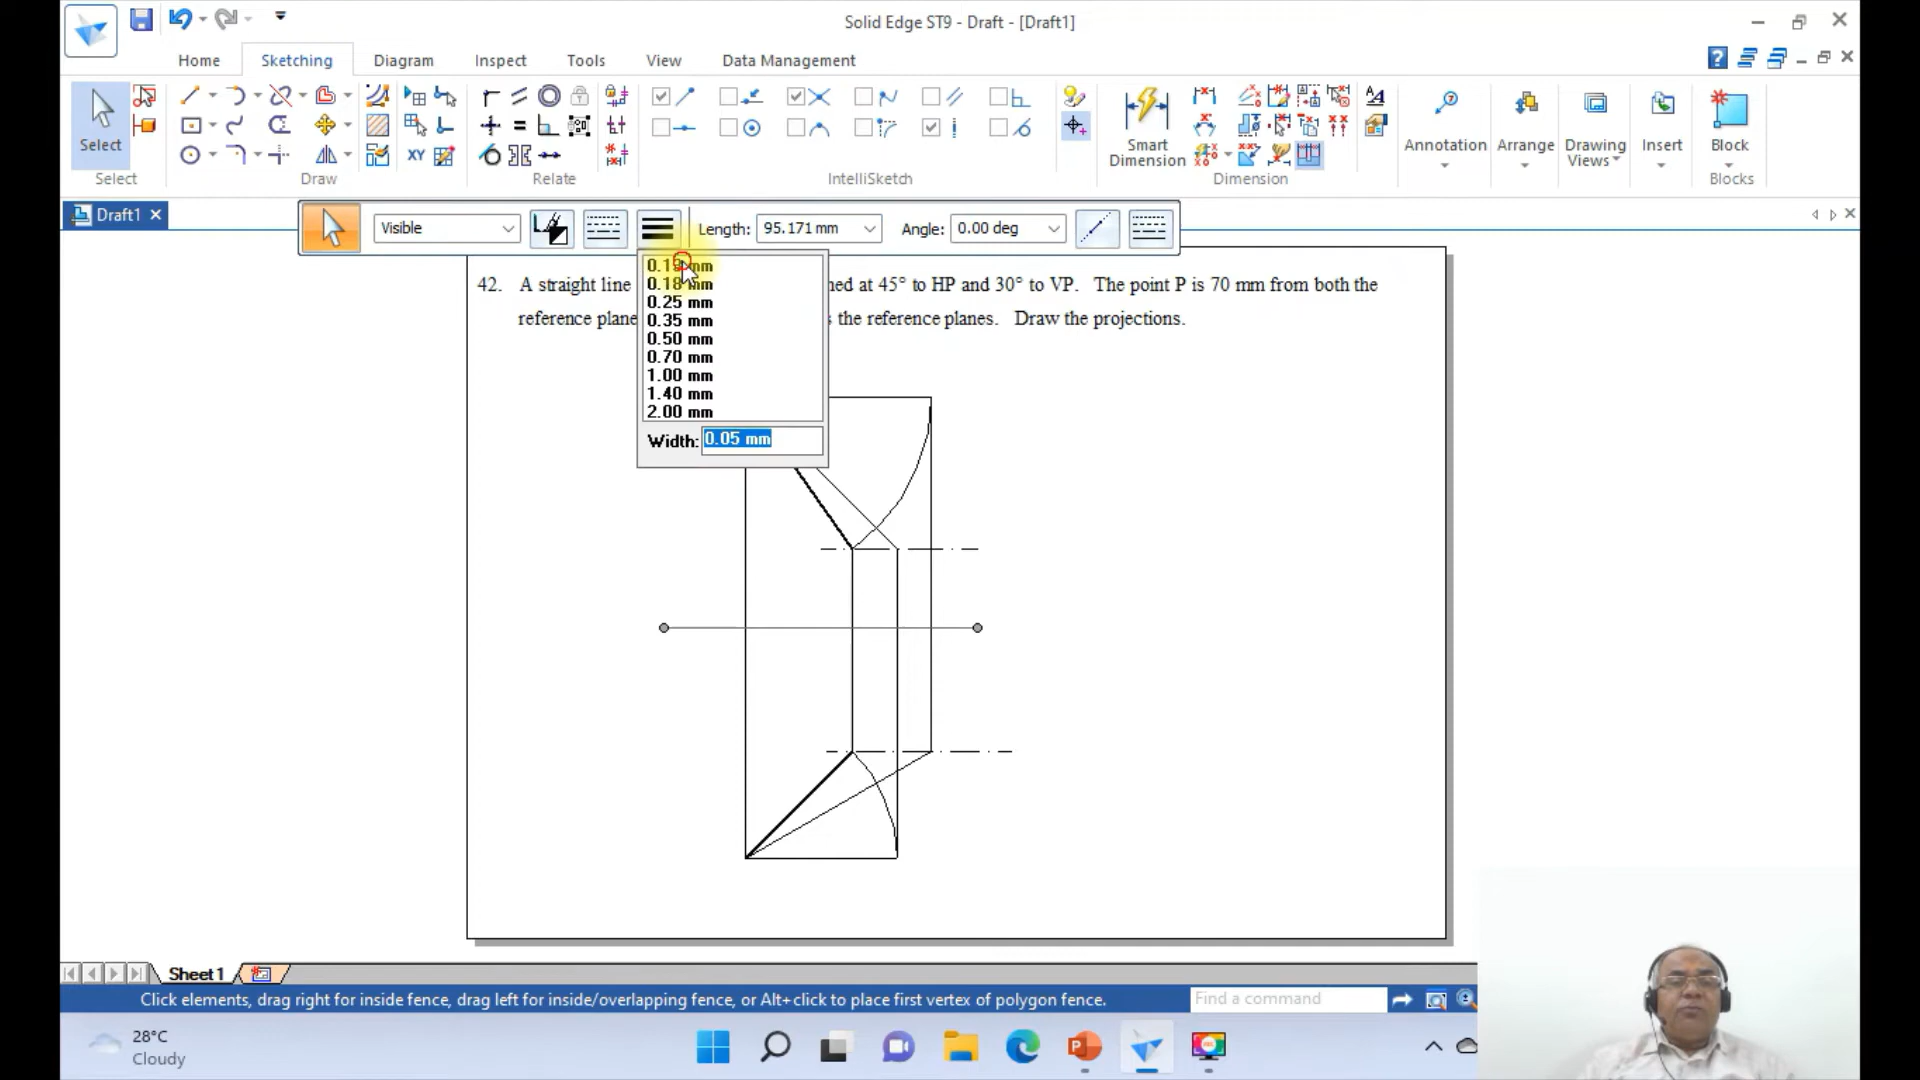 Solid Edge ST9 - Draft - [Draft1]
Home
Sketching
Diagram
Inspect
Tools
View
Data Management
Select
XY
Smart
Dimension
Annotation
Arrange
Drawing
Views
Insert
Block
Select
Draw
Relate
IntelliSketch
Dimension
Blocks
Draft1
Visible
Length:
95.171 mm
Angle:
0.00 deg
mm
0.18 mm
0.25 mm
0.35 mm
0.50 mm
0.70 mm
1.00 mm
1.40 mm
2.00 mm
Width:
0.05 mm
42. A straight line ned at 45° to HP and 30° to VP. The point P is 70 mm from both the
reference plane s the reference planes. Draw the projections.
Sheet1
Click elements, drag right for inside fence, drag left for inside/overlapping fence, or Alt+click to place first vertex of polygon fence.
Find a command
28°C
Cloudy